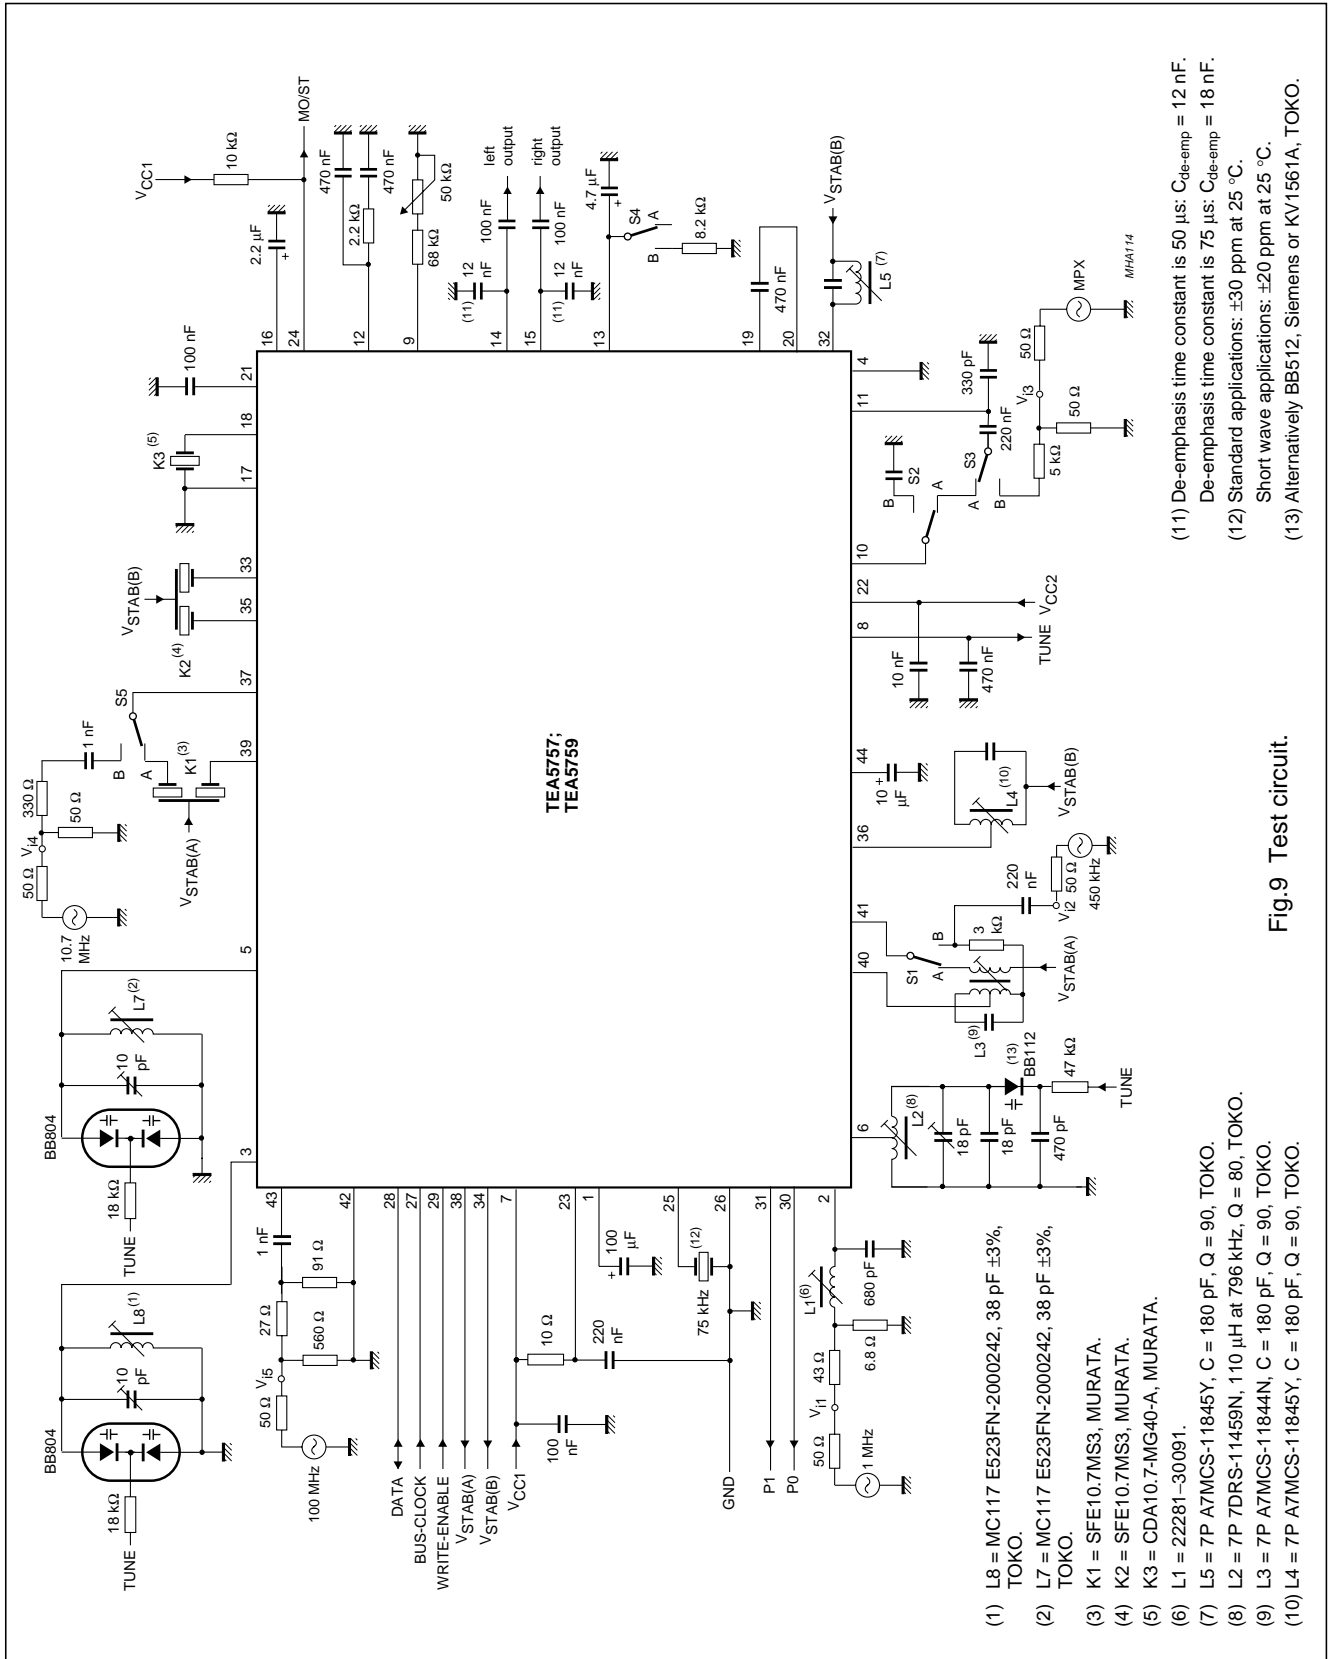 BB804
TUNE
18 kΩ
10
pF
L8(1)
BB804
TUNE
18 kΩ
10
pF
L7(2)
3
5
10.7
MHz
50 Ω
Vi4
330 Ω
50 Ω
1 nF
B
A
S5
K1(3)
VSTAB(A)
39
37
VSTAB(B)
K2(4)
35
33
K3(5)
17
18
100 nF
21
VCC1
10 kΩ
MO/ST
2.2 μF
+
16
24
470 nF
2.2 kΩ
470 nF
12
68 kΩ
50 kΩ
9
(11)
12
nF
100 nF
left
output
14
100 nF
right
output
(11)
12
nF
15
4.7 μF
+
S4
A
B
8.2 kΩ
13
470 nF
19
20
VSTAB(B)
L5(7)
32
100 MHz
50 Ω
Vi5
27 Ω
560 Ω
91 Ω
1 nF
43
42
DATA
28
BUS-CLOCK
27
WRITE-ENABLE
29
VSTAB(A)
38
VSTAB(B)
34
VCC1
7
100
nF
10 Ω
220
nF
23
+
100
μF
1
75 kHz
(12)
25
GND
26
P1
31
P0
30
1 MHz
50 Ω
Vi1
43 Ω
6.8 Ω
L1(6)
680 pF
2
TEA5757;
TEA5759
6
L2(8)
18 pF
18 pF
(13)
BB112
470 pF
47 kΩ
TUNE
40
41
S1
A
B
L3(9)
3
kΩ
VSTAB(A)
220
nF
Vi2
50 Ω
450 kHz
36
L4(10)
VSTAB(B)
44
10
μF
+
8
22
10 nF
470 nF
TUNE
VCC2
10
B
S2
A
A
B
S3
11
4
220 nF
330 pF
5 kΩ
Vi3
50 Ω
50 Ω
MPX
MHA114
(1) L8 = MC117 E523FN-2000242, 38 pF ±3%,
TOKO.
(2) L7 = MC117 E523FN-2000242, 38 pF ±3%,
TOKO.
(3) K1 = SFE10.7MS3, MURATA.
(4) K2 = SFE10.7MS3, MURATA.
(5) K3 = CDA10.7-MG40-A, MURATA.
(6) L1 = 22281–30091.
(7) L5 = 7P A7MCS-11845Y, C = 180 pF, Q = 90, TOKO.
(8) L2 = 7P 7DRS-11459N, 110 μH at 796 kHz, Q = 80, TOKO.
(9) L3 = 7P A7MCS-11844N, C = 180 pF, Q = 90, TOKO.
(10) L4 = 7P A7MCS-11845Y, C = 180 pF, Q = 90, TOKO.
(11) De-emphasis time constant is 50 μs: Cde-emp = 12 nF.
De-emphasis time constant is 75 μs: Cde-emp = 18 nF.
(12) Standard applications: ±30 ppm at 25 °C.
Short wave applications: ±20 ppm at 25 °C.
(13) Alternatively BB512, Siemens or KV1561A, TOKO.
Fig.9 Test circuit.